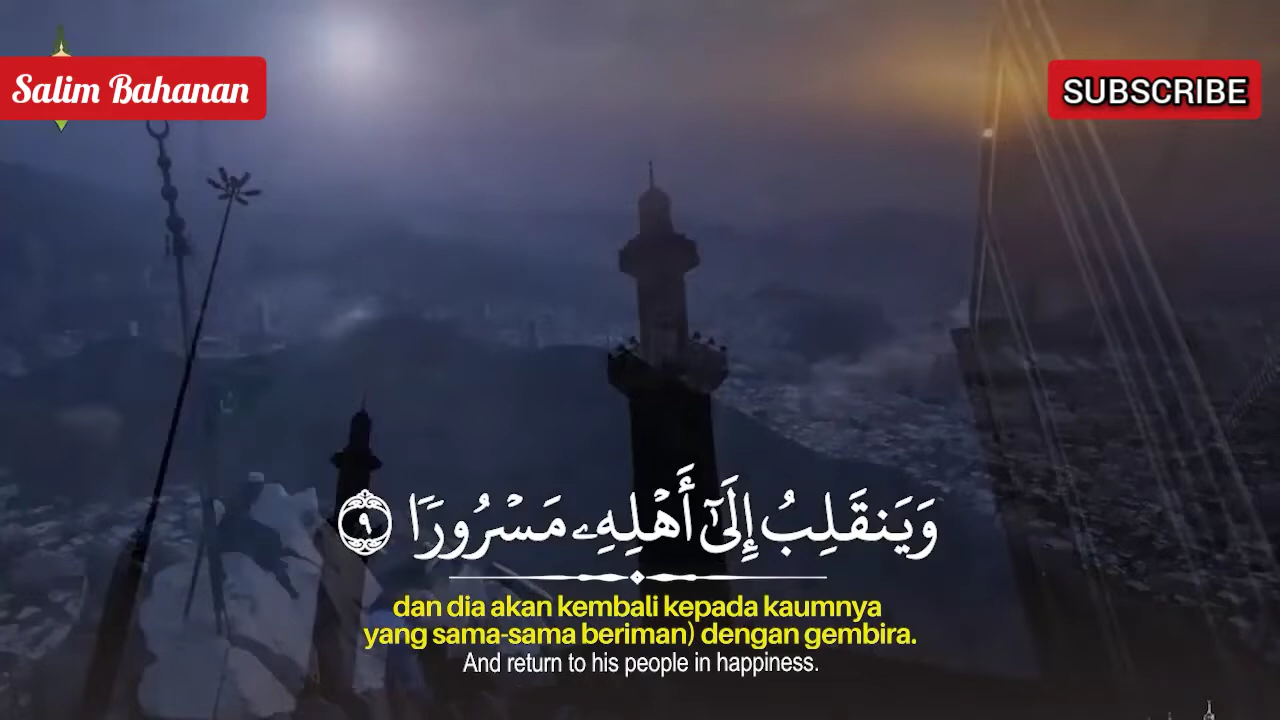 Salim Bahanan
SUBSCRIBE
وَيَنقَلِبُ إِلَىٰٓ أَهْلِهِۦ مَسْرُورًا ٩
dan dia akan kembali kepada kaumnya
yang sama-sama beriman) dengan gembira.
And return to his people in happiness.